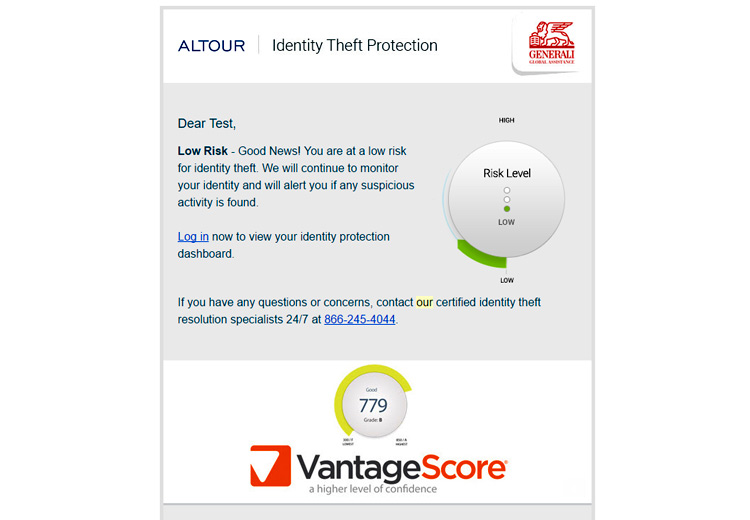 ALTOUR
Identity Theft Protection
GENERALI
GLOBAL ASSISTANCE
Dear Test,
Low Risk - Good News! You are at a low risk
for identity theft. We will continue to monitor
your identity and will alert you if any suspicious
activity is found.
Log in now to view your identity protection
dashboard.
HIGH
Risk Level
LOW
LOW
If you have any questions or concerns, contact our certified identity theft
resolution specialists 24/7 at 866-245-4044.
Good
779
Grade: B
LOWEST
HIGHEST
VantageScore®
a higher level of confidence